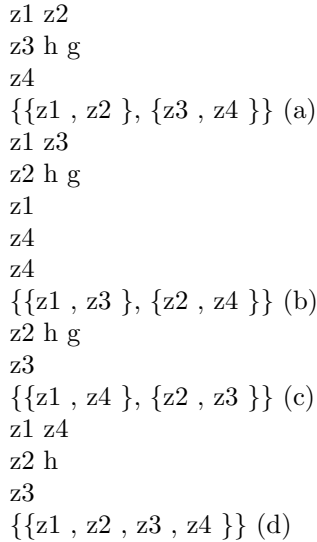 z1 z2
z3 h g
z4
{{z1 , z2 }, {z3 , z4 }} (a)
z1 z3
z2 h g
z1
z4
z4
{{z1 , z3 }, {z2 , z4 }} (b)
z2 h g
z3
{{z1 , z4 }, {z2 , z3 }} (c)
z1 z4
z2 h
z3
{{z1 , z2 , z3 , z4 }} (d)